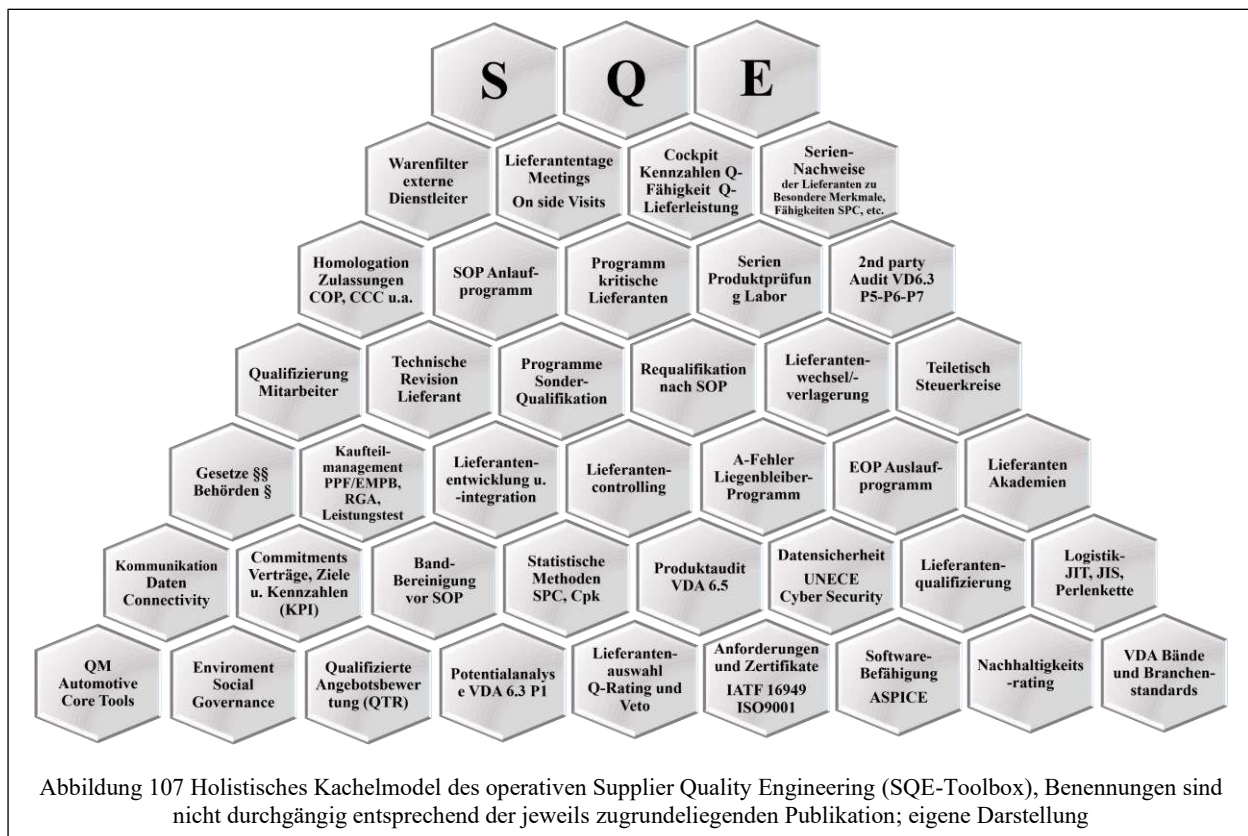 S
Q
E
Warenfilter
externe
Dienstleiter
Lieferantentage
Meetings
On side Visits
Cockpit
Kennzahlen Q-
Fähigkeit Q-
Lieferleistung
Serien-
Nachweise
der Lieferanten zu
Besondere Merkmale,
Fähigkeiten SPC, etc.
Homologation
Zulassungen
COP, CCC u.a.
SOP Anlauf-
programm
Programm
kritische
Lieferanten
Serien
Produktprüfun
g Labor
2nd party
Audit VD6.3
P5-P6-P7
Qualifizierung
Mitarbeiter
Technische
Revision
Lieferant
Programme
Sonder-
Qualifikation
Requalifikation
nach SOP
Lieferanten-
wechsel/-
verlagerung
Teiletisch
Steuerkreise
Gesetze §§
Behörden §
Kaufteil-
management
PPF/EMPB,
RGA,
Leistungstest
Lieferanten-
entwicklung u.
-integration
Lieferanten-
controlling
A-Fehler
Liegenbleiber-
Programm
EOP Auslauf-
programm
Lieferanten
Akademien
Kommunikation
Daten
Connectivity
Commitments
Verträge, Ziele
u. Kennzahlen
(KPI)
Band-
Bereinigung
vor SOP
Statistische
Methoden
SPC, Cpk
Produktaudit
VDA 6.5
Datensicherheit
UNECE
Cyber Security
Lieferanten-
qualifizierung
Logistik-
JIT, JIS,
Perlenkette
QM
Automotive
Core Tools
Enviroment
Social
Governance
Qualifizierte
Angebotsbewer
tung (QTR)
Potentialanalys
e VDA 6.3 P1
Lieferanten-
auswahl
Q-Rating und
Veto
Anforderungen
und Zertifikate
IATF 16949
ISO9001
Software-
Befähigung
ASPICE
Nachhaltigkeits
-rating
VDA Bände
und Branchen-
standards
Abbildung 107 Holistisches Kachelmodel des operativen Supplier Quality Engineering (SQE-Toolbox), Benennungen sind
nicht durchgängig entsprechend der jeweils zugrundeliegenden Publikation; eigene Darstellung